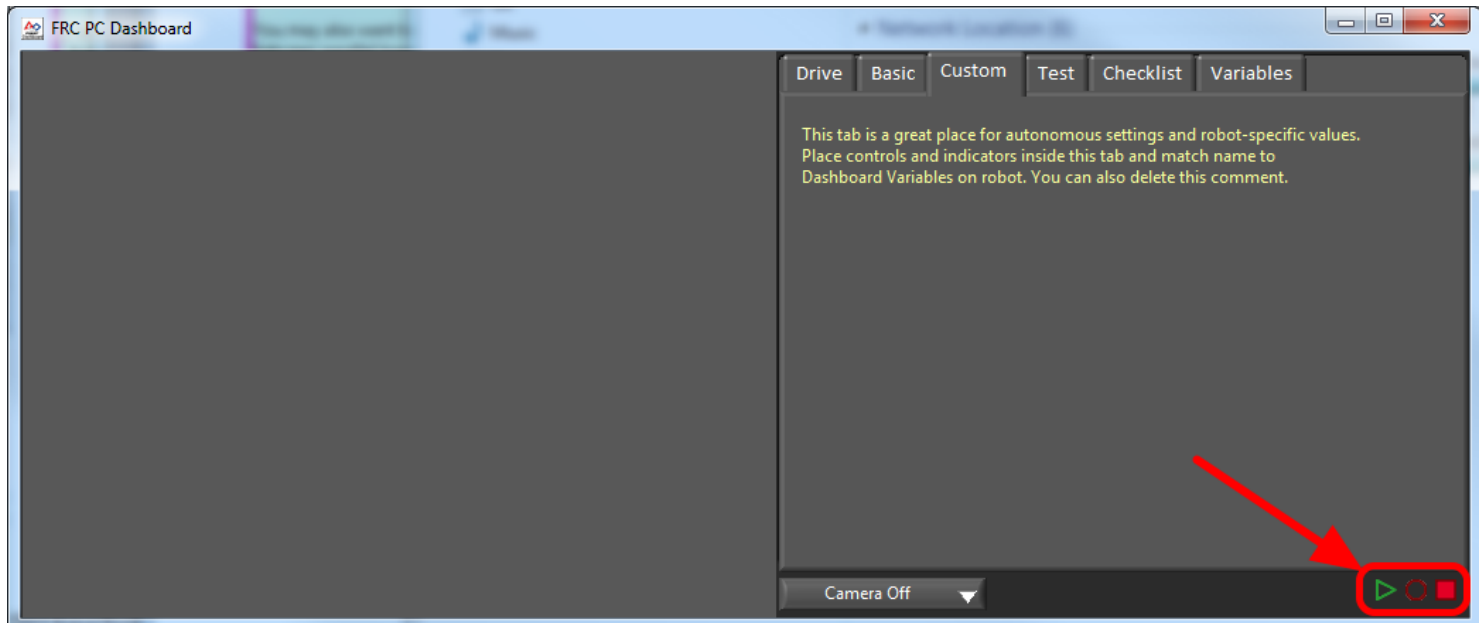 FRC PC Dashboard
Drive Basic Custom Test Checklist Variables
This tab is a great place for autonomous settings and robot-specific values.
Place controls and indicators inside this tab and match name to
Dashboard Variables on robot. You can also delete this comment.
Camera Off